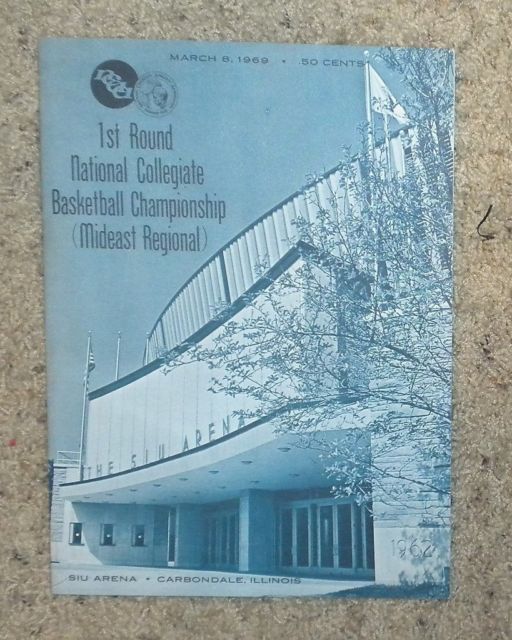 MARCH 8, 1969 • .50 CENTS
NCAA
1st Round
National Collegiate
Basketball Championship
(Mideast Regional)
THE SIU ARENA
1962
SIU ARENA • CARBONDALE, ILLINOIS